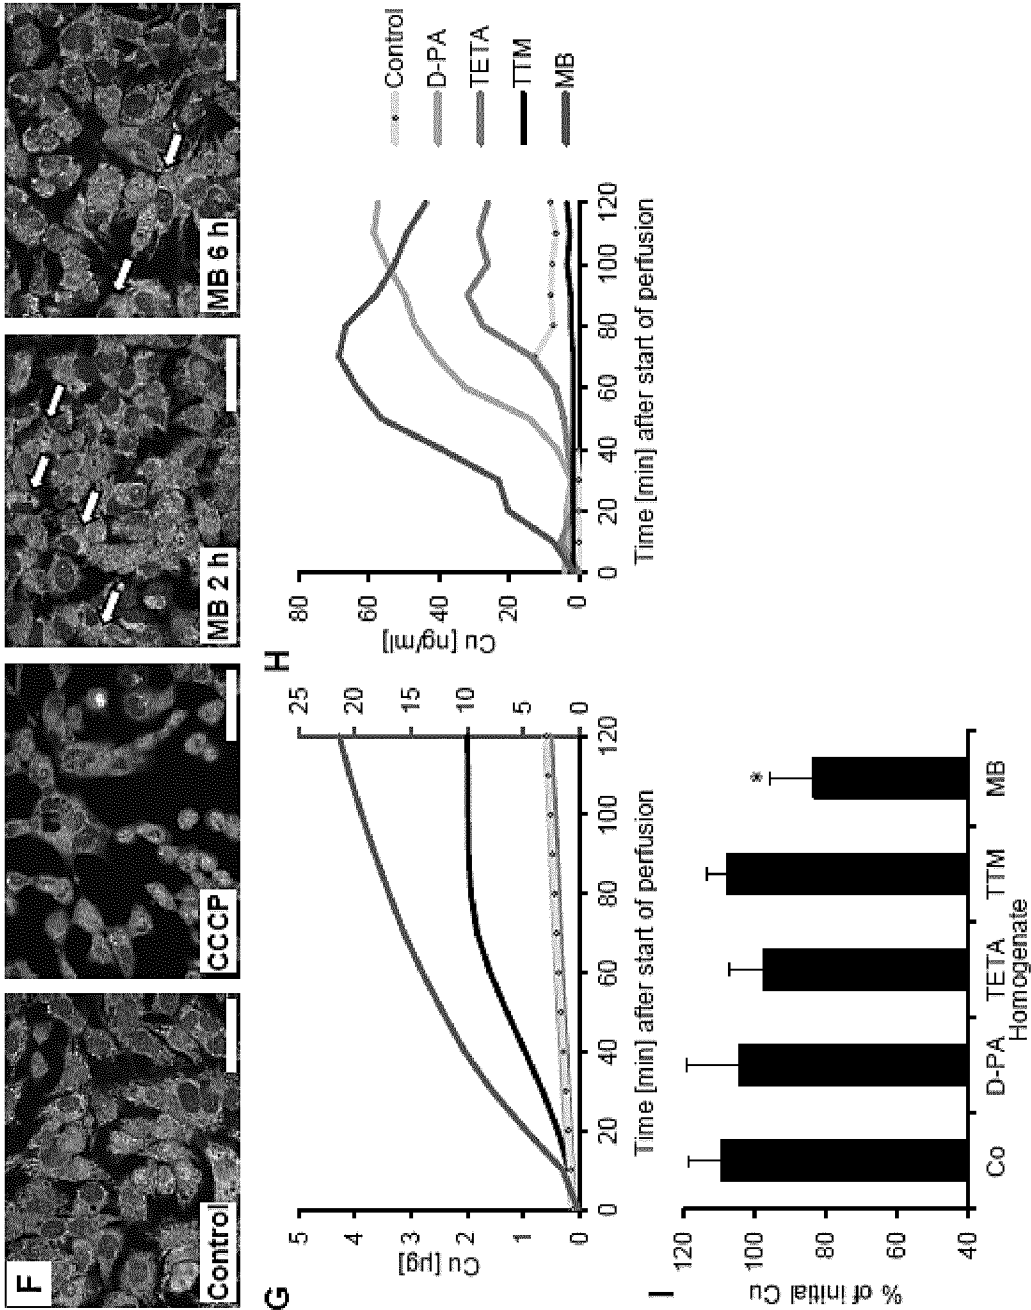 F
Control
CCCP
MB 2 h
MB 6 h
G
Cu [µg]
5
4
3
2
1
0
25
20
15
10
5
0
0 20 40 60 80 100 120
Time [min] after start of perfusion
H
Cu [ng/ml]
80
60
40
20
0
0 20 40 60 80 100 120
Time [min] after start of perfusion
Control
D-PA
TETA
TTM
MB
I
% of initial Cu
120
100
80
60
40
*
Co D-PA TETA TTM MB
Homogenate